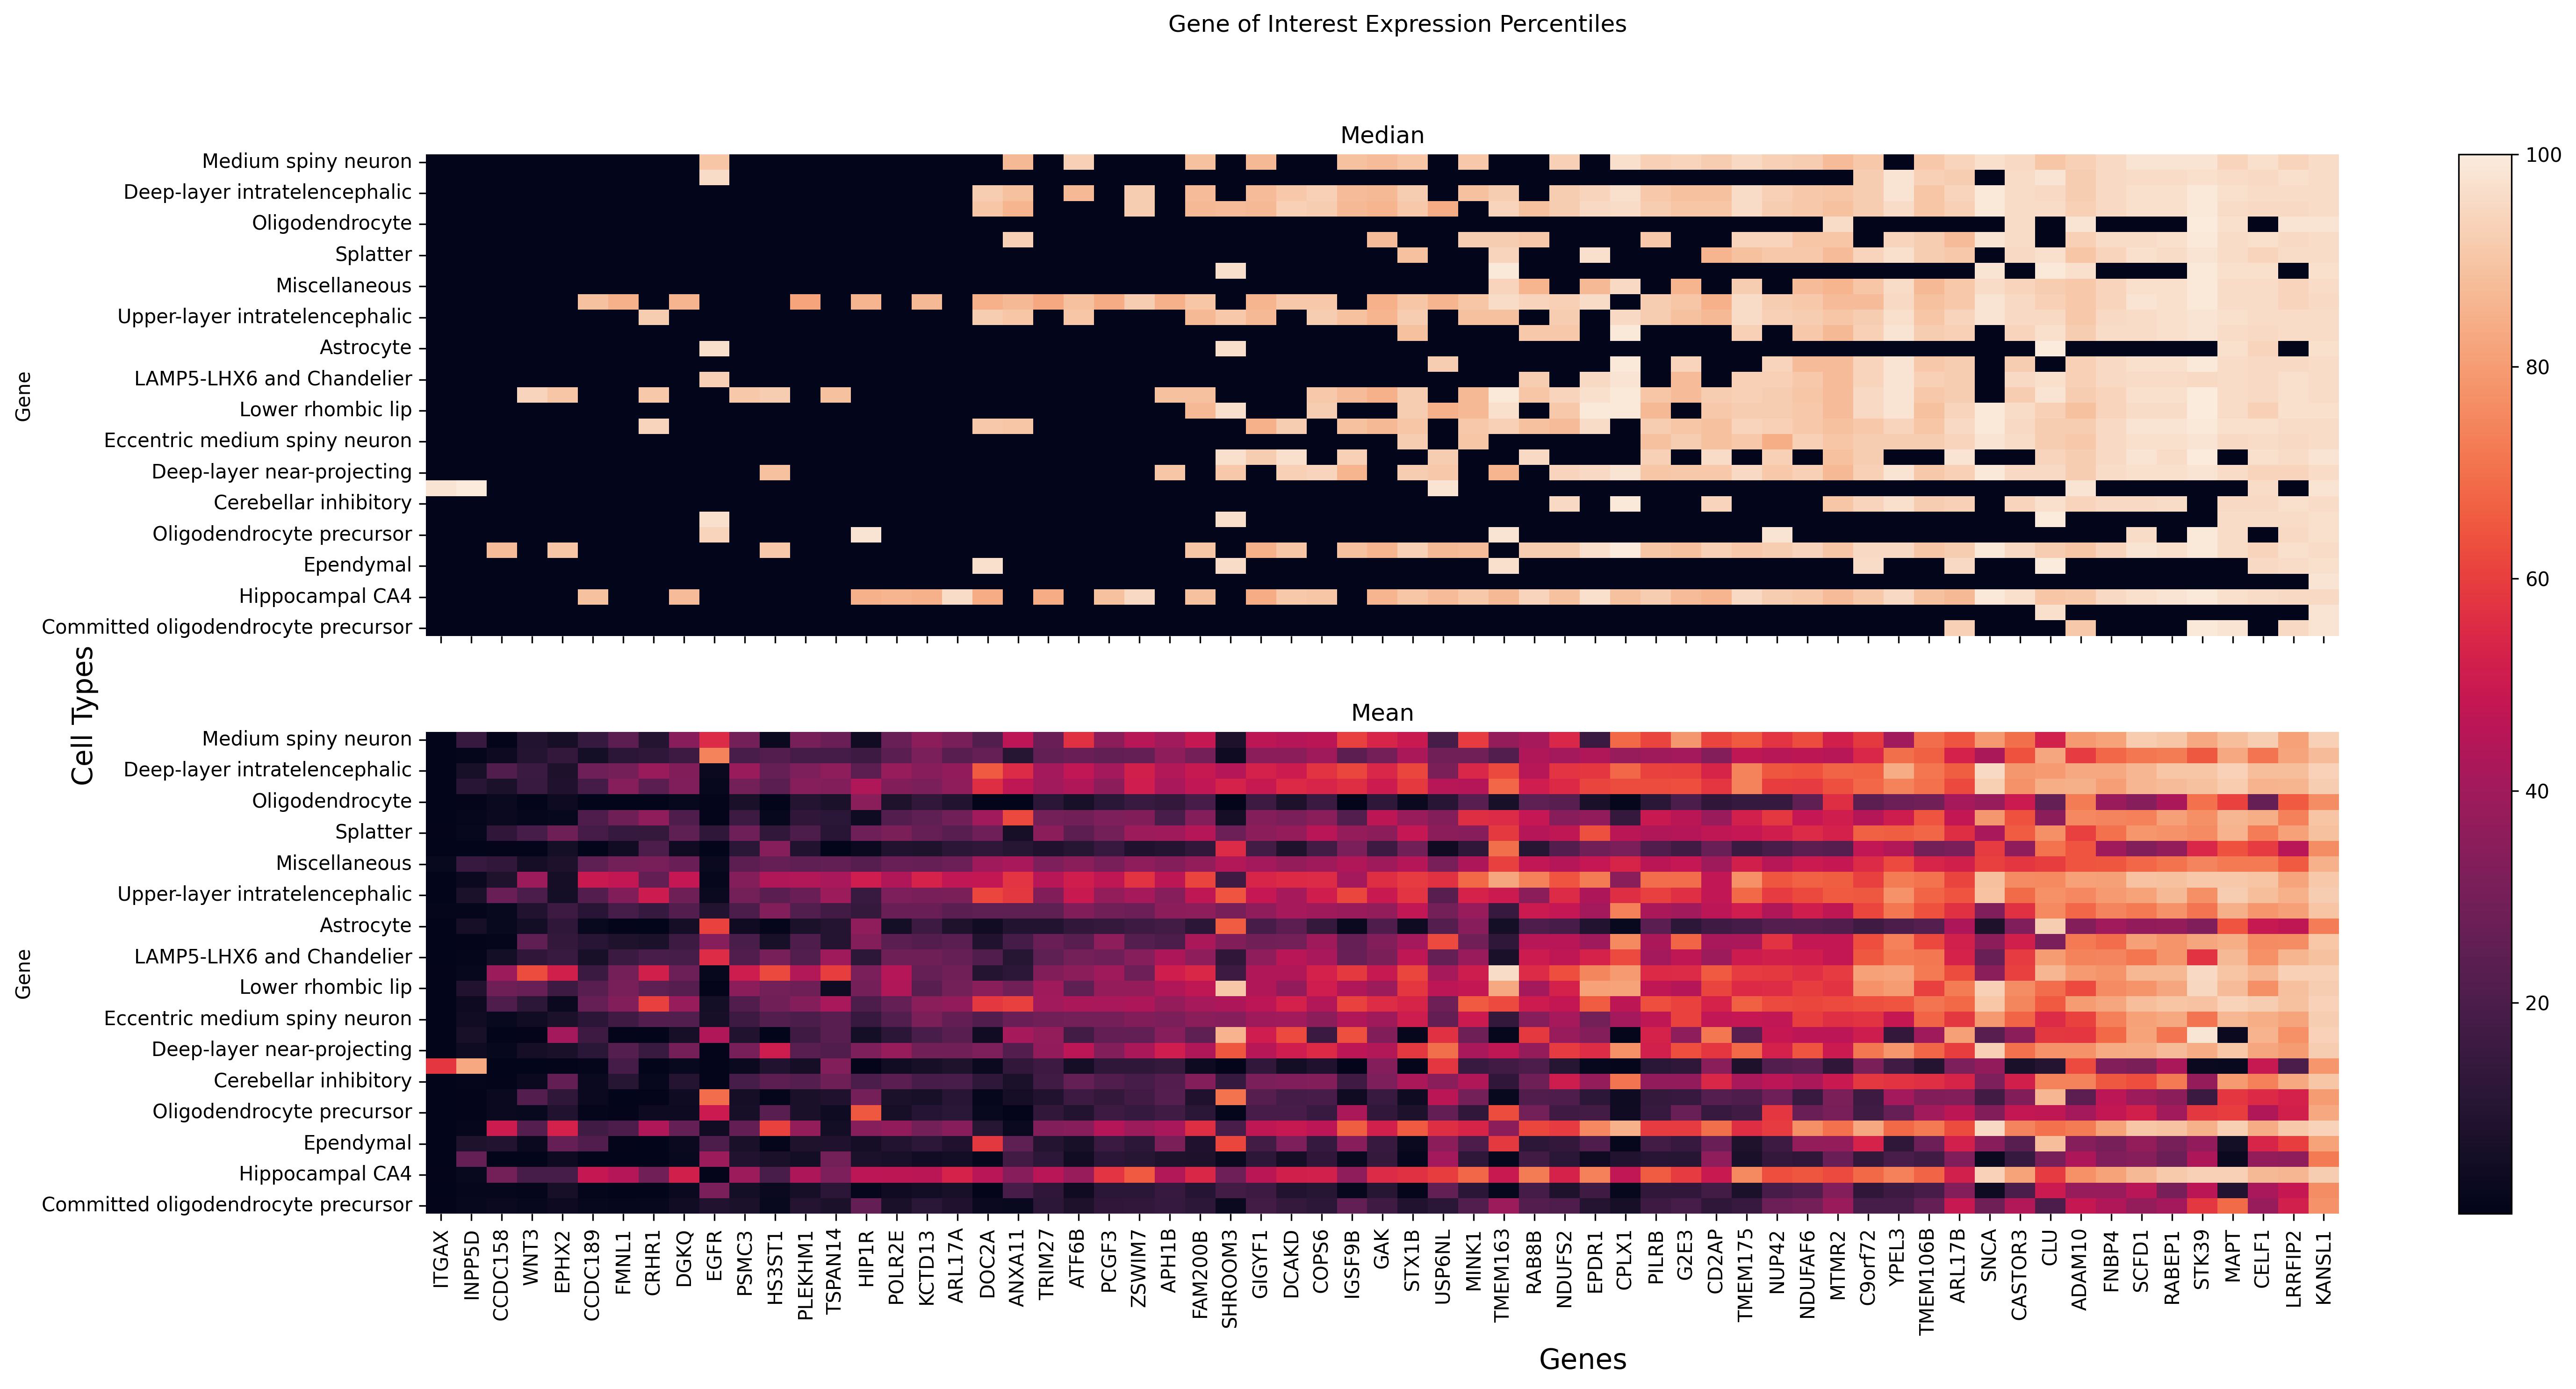 Gene of Interest Expression Percentiles
Median
Gene
Medium spiny neuron
Deep-layer intratelencephalic
Oligodendrocyte
Splatter
Miscellaneous
Upper-layer intratelencephalic
Astrocyte
LAMP5-LHX6 and Chandelier
Lower rhombic lip
Eccentric medium spiny neuron
Deep-layer near-projecting
Cerebellar inhibitory
Oligodendrocyte precursor
Ependymal
Hippocampal CA4
Committed oligodendrocyte precursor
100
80
60
40
20
Cell Types
Mean
Gene
Medium spiny neuron
Deep-layer intratelencephalic
Oligodendrocyte
Splatter
Miscellaneous
Upper-layer intratelencephalic
Astrocyte
LAMP5-LHX6 and Chandelier
Lower rhombic lip
Eccentric medium spiny neuron
Deep-layer near-projecting
Cerebellar inhibitory
Oligodendrocyte precursor
Ependymal
Hippocampal CA4
Committed oligodendrocyte precursor
ITGAX
INPP5D
CCDC158
WNT3
EPHX2
CCDC189
FMNL1
CRHR1
DGKQ
EGFR
PSMC3
HS3ST1
PLEKHM1
TSPAN14
HIP1R
POLR2E
KCTD13
ARL17A
DOC2A
ANXA11
TRIM27
ATF6B
PCGF3
ZSWIM7
APH1B
FAM200B
SHROOM3
GIGYF1
DCAKD
COPS6
IGSF9B
GAK
STX1B
USP6NL
MINK1
TMEM163
RAB8B
NDUFS2
EPDR1
CPLX1
PILRB
G2E3
CD2AP
TMEM175
NUP42
NDUFAF6
MTMR2
C9orf72
YPEL3
TMEM106B
ARL17B
SNCA
CASTOR3
CLU
ADAM10
FNBP4
SCFD1
RABEP1
STK39
MAPT
CELF1
LRRFIP2
KANSL1
Genes